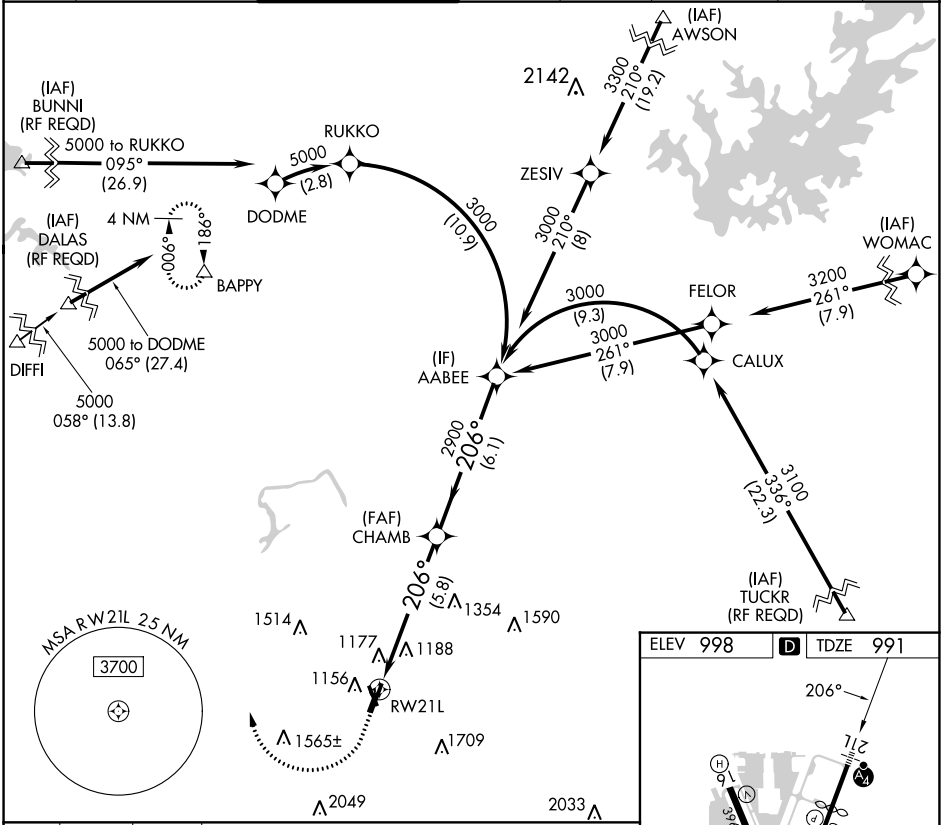 (IAF)
AWSON
2142
3300
210°
(19.2)
(IAF)
BUNNI
(RF REQD)
5000 to RUKKO
095°
(26.9)
RUKKO
5000
(2.8)
DODME
3000
(10.9)
ZESIV
3000
210°
(8)
(IAF)
WOMAC
3200
261°
(7.9)
(IAF)
DALAS
(RF REQD)
4 NM
006°
186°
BAPPY
5000 to DODME
065° (27.4)
DIFFI
5000
058° (13.8)
3000
(9.3)
FELOR
3000
261°
(7.9)
CALUX
(IF)
AABEE
2900
206°
(6.1)
3100
336°
(22.3)
(FAF)
CHAMB
206°
(5.8)
(IAF)
TUCKR
(RF REQD)
1514
1354
1590
1177
1188
1156
RW21L
1565±
1709
2049
2033
MSA RW21L 25 NM
3700
ELEV 998
D
TDZE 991
206°
21L
A4
H
16
V
P